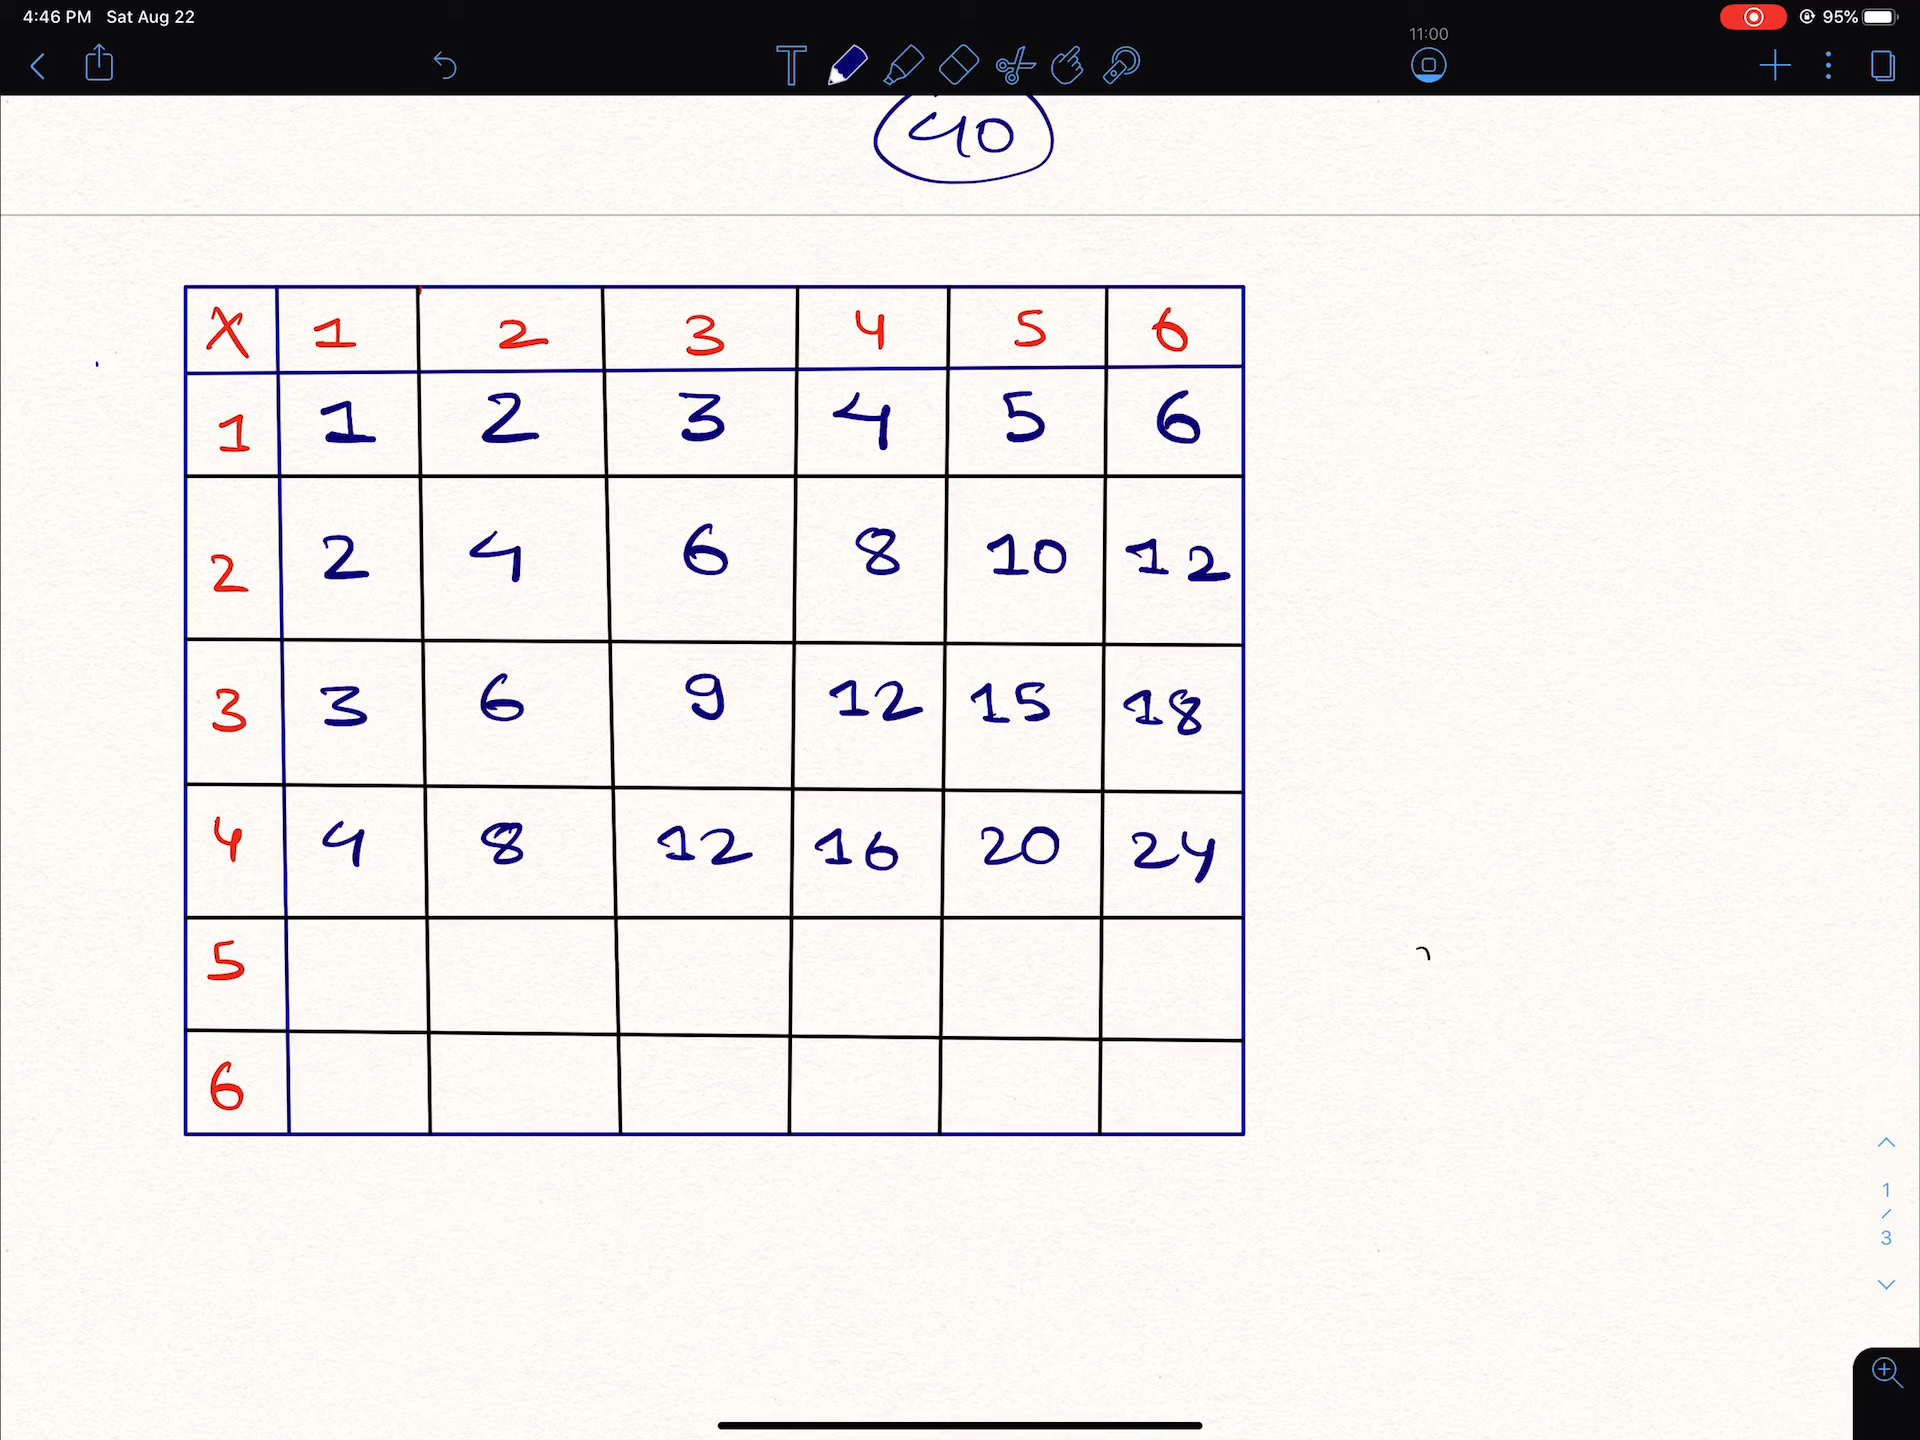 4:46 PM Sat Aug 22
95%
11:00
T
40
X 1 2 3 4 5 6
1 1 2 3 4 5 6
2 2 4 6 8 10 12
3 3 6 9 12 15 18
4 4 8 12 16 20 24
5
6
1
/
3